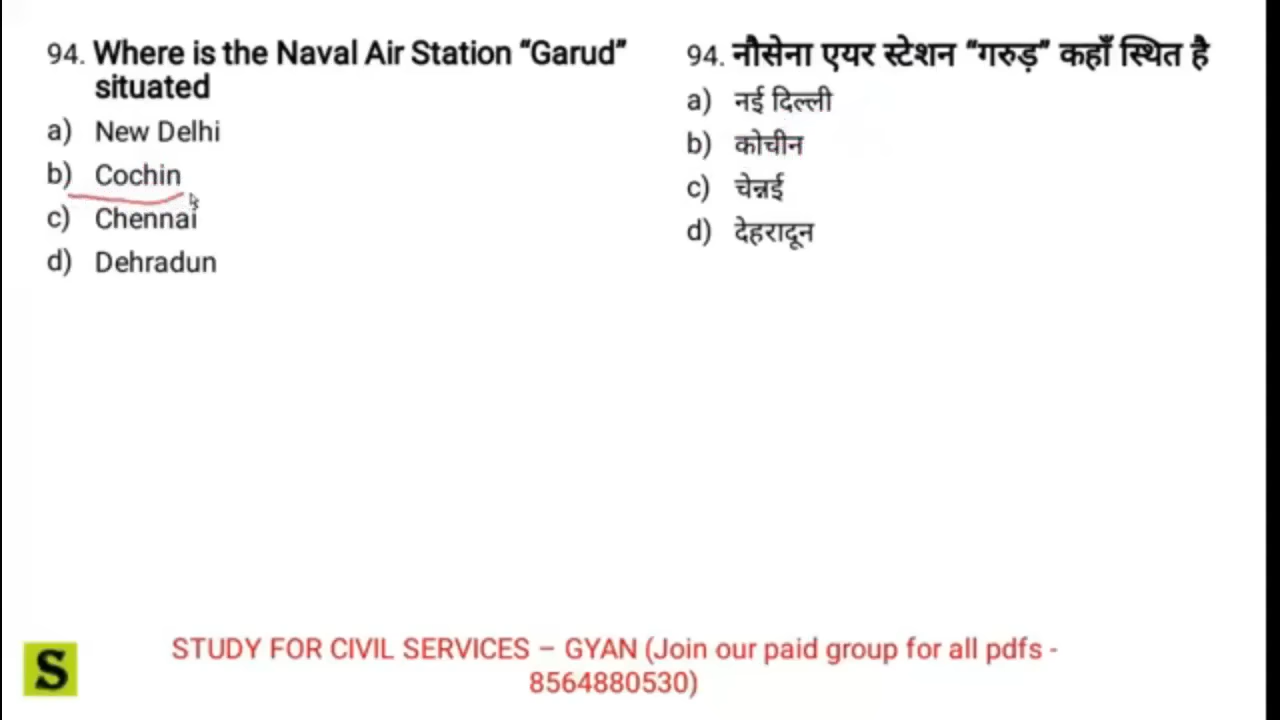 94. Where is the Naval Air Station “Garud”
situated
a) New Delhi
b) Cochin
c) Chennai
d) Dehradun
94. नौसेना एयर स्टेशन “गरुड़” कहाँ स्थित है
a) नई दिल्ली
b) कोचीन
c) चेन्नई
d) देहरादून
S
STUDY FOR CIVIL SERVICES – GYAN (Join our paid group for all pdfs -
8564880530)